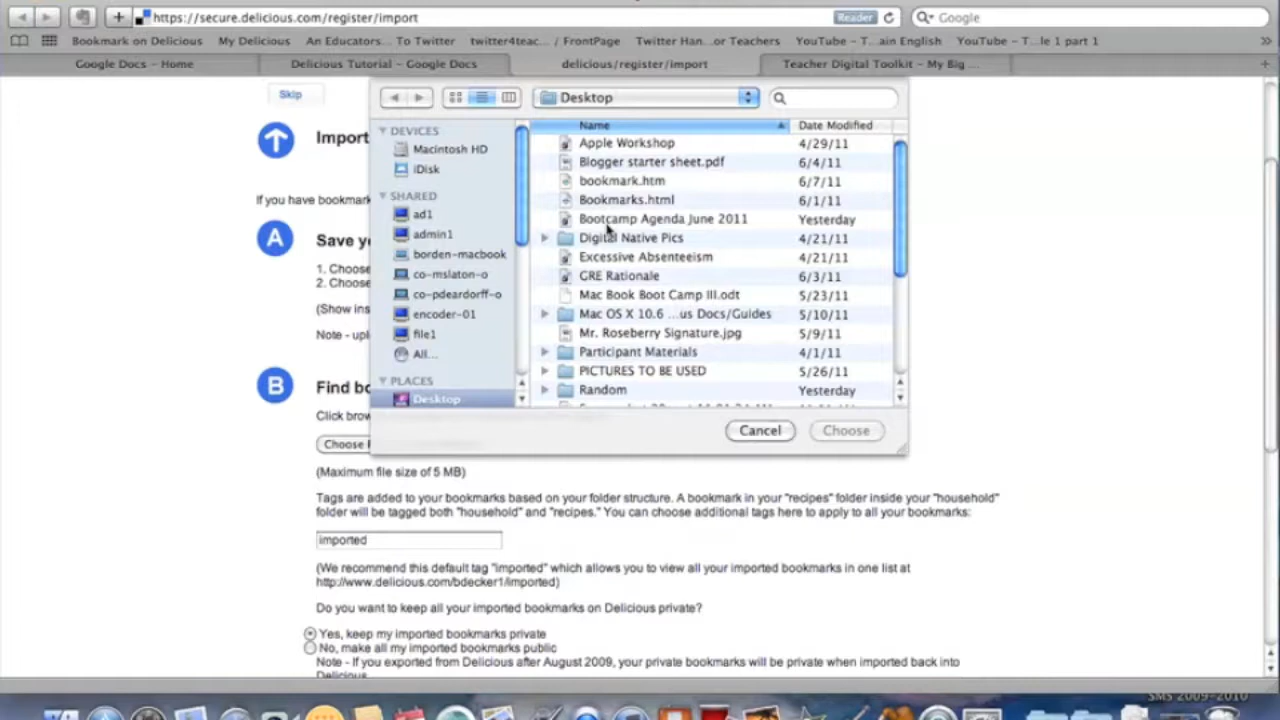 https://secure.delicious.com/register/import Reader Google
Bookmark on Delicious My Delicious An Educators... To Twitter twitter4teac... / FrontPage Twitter Han...or Teachers YouTube - T...ain English YouTube - T...le 1 part 1
Google Docs - Home Delicious Tutorial - Google Docs delicious/register/import Teacher Digital Toolkit - My Big ...
Skip
Desktop
Name Date Modified
DEVICES
Macintosh HD
iDisk
SHARED
ad1
admin1
borden-macbook
co-mslaton-o
co-pdeardorff-o
encoder-01
file1
All...
PLACES
Desktop
Apple Workshop 4/29/11
Blogger starter sheet.pdf 6/4/11
bookmark.htm 6/7/11
Bookmarks.html 6/1/11
Bootcamp Agenda June 2011 Yesterday
Digital Native Pics 4/21/11
Excessive Absenteeism 4/21/11
GRE Rationale 6/3/11
Mac Book Boot Camp III.odt 5/23/11
Mac OS X 10.6 ...us Docs/Guides 5/10/11
Mr. Roseberry Signature.jpg 5/9/11
Participant Materials 4/1/11
PICTURES TO BE USED 5/26/11
Random Yesterday
Cancel Choose
Import
If you have bookmark
A Save yo
1. Choose
2. Choose
(Show ins
Note - uplo
B Find bo
Click brow
Choose F
(Maximum file size of 5 MB)
Tags are added to your bookmarks based on your folder structure. A bookmark in your "recipes" folder inside your "household"
folder will be tagged both "household" and "recipes." You can choose additional tags here to apply to all your bookmarks:
imported
(We recommend this default tag "imported" which allows you to view all your imported bookmarks in one list at
http://www.delicious.com/bdecker1/imported)
Do you want to keep all your imported bookmarks on Delicious private?
Yes, keep my imported bookmarks private
No, make all my imported bookmarks public
Note - If you exported from Delicious after August 2009, your private bookmarks will be private when imported back into
Delicious.
SMS 2009-2010